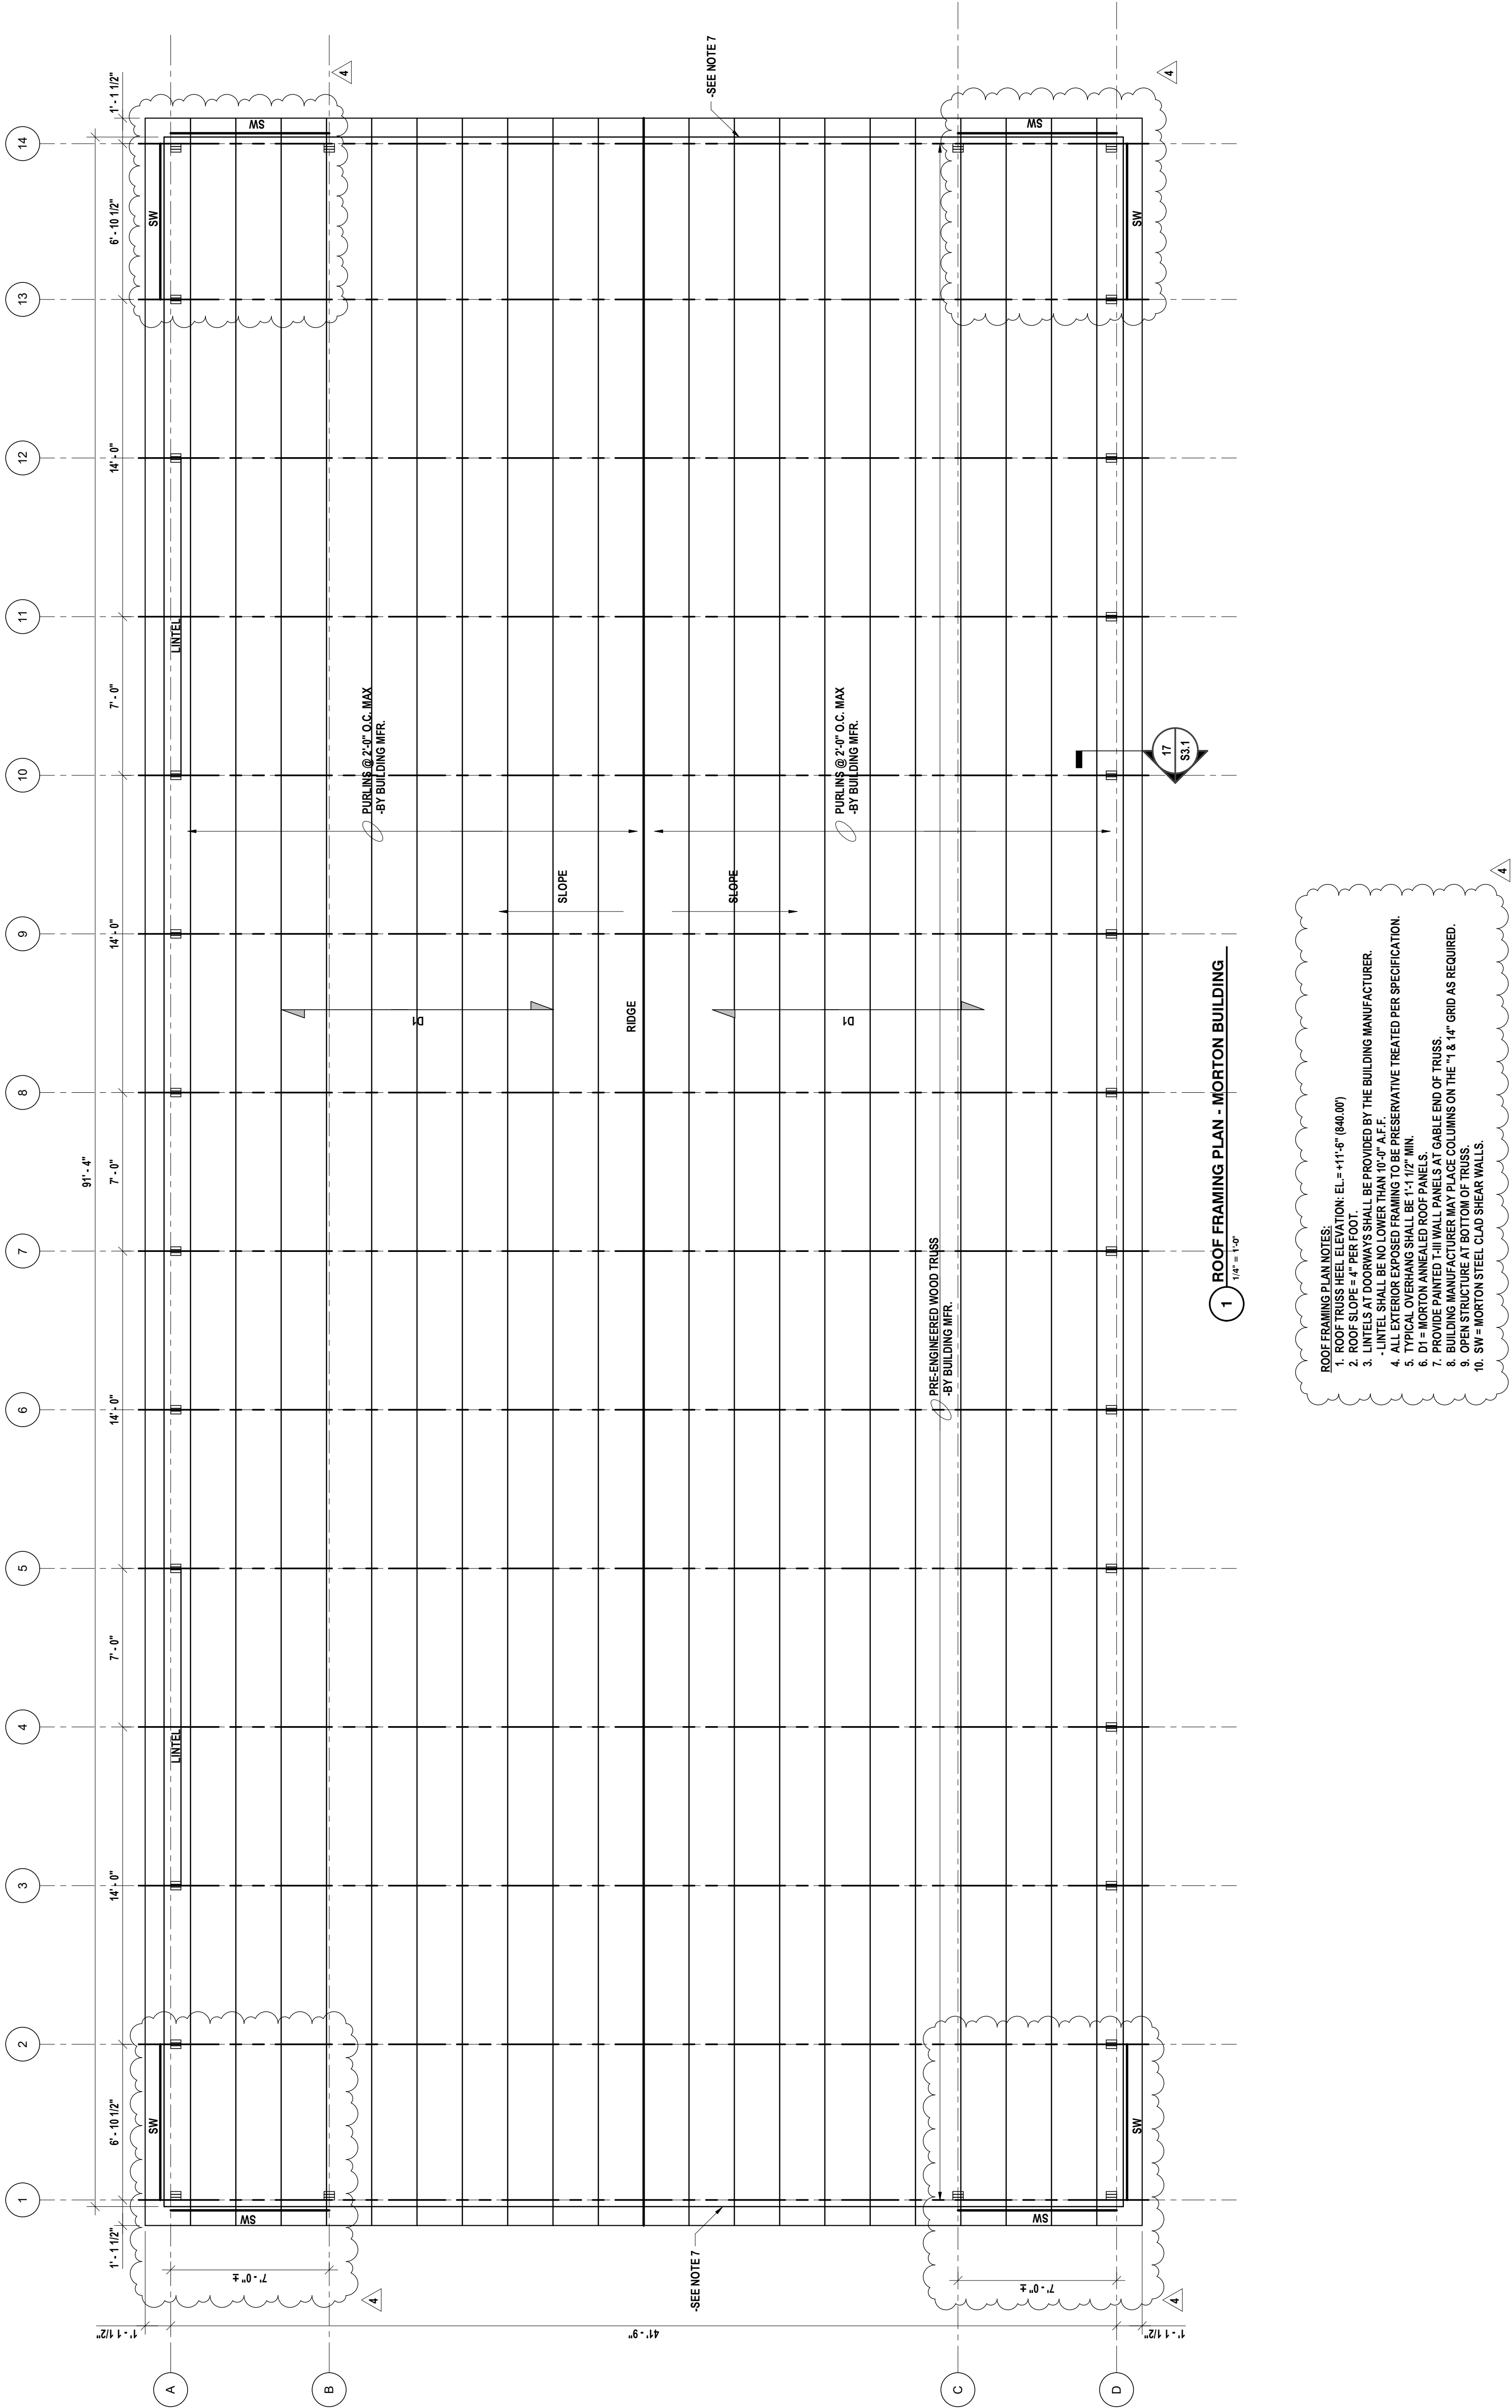 14
13
12
11
10
9
8
7
6
5
4
3
2
1
A
B
C
D
91' - 4"
1' - 1 1/2"
6' - 10 1/2"
14' - 0"
7' - 0"
14' - 0"
7' - 0"
14' - 0"
7' - 0"
14' - 0"
6' - 10 1/2"
1' - 1 1/2"
1' - 1 1/2"
41' - 9"
1' - 1 1/2"
7' - 0" ±
7' - 0" ±
SW
SW
SW
SW
SW
SW
SW
SW
4
4
4
4
LINTEL
LINTEL
-SEE NOTE 7
-SEE NOTE 7
PURLINS @ 2'-0" O.C. MAX
-BY BUILDING MFR.
PURLINS @ 2'-0" O.C. MAX
-BY BUILDING MFR.
SLOPE
SLOPE
RIDGE
D1
D1
PRE-ENGINEERED WOOD TRUSS
-BY BUILDING MFR.
17
S3.1
1
ROOF FRAMING PLAN - MORTON BUILDING
1/4" = 1'-0"
ROOF FRAMING PLAN NOTES:
1. ROOF TRUSS HEEL ELEVATION: EL.= +11'-6" (840.00')
2. ROOF SLOPE = 4" PER FOOT.
3. LINTELS AT DOORWAYS SHALL BE PROVIDED BY THE BUILDING MANUFACTURER.
- LINTEL SHALL BE NO LOWER THAN 10'-0" A.F.F.
4. ALL EXTERIOR EXPOSED FRAMING TO BE PRESERVATIVE TREATED PER SPECIFICATION.
5. TYPICAL OVERHANG SHALL BE 1'-1 1/2" MIN.
6. D1 = MORTON ANNEALED ROOF PANELS.
7. PROVIDE PAINTED T-III WALL PANELS AT GABLE END OF TRUSS.
8. BUILDING MANUFACTURER MAY PLACE COLUMNS ON THE "1 & 14" GRID AS REQUIRED.
9. OPEN STRUCTURE AT BOTTOM OF TRUSS.
10. SW = MORTON STEEL CLAD SHEAR WALLS.
4